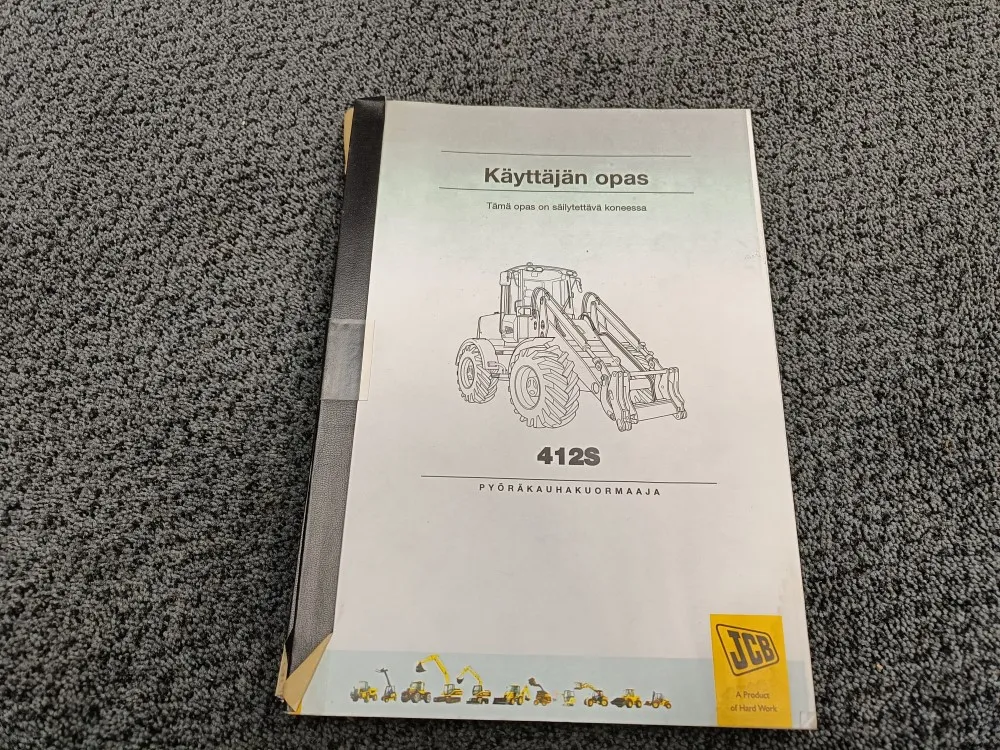 Käyttäjän opas
Tämä opas on säilytettävä koneessa
412S
PYÖRÄKAUHAKUORMAAJA
JCB
A Product
of Hard Work